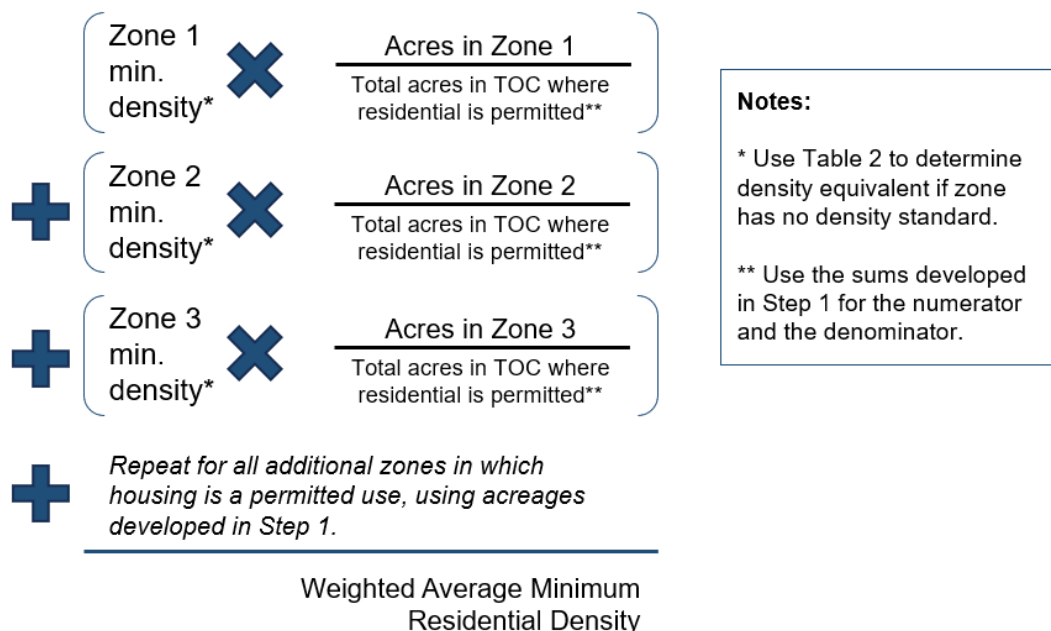 Zone 1
min.
density*
Acres in Zone 1
Total acres in TOC where
residential is permitted**
Zone 2
min.
density*
Acres in Zone 2
Total acres in TOC where
residential is permitted**
Zone 3
min.
density*
Acres in Zone 3
Total acres in TOC where
residential is permitted**
Repeat for all additional zones in which
housing is a permitted use, using acreages
developed in Step 1.
Weighted Average Minimum
Residential Density
Notes:
* Use Table 2 to determine
density equivalent if zone
has no density standard.
** Use the sums developed
in Step 1 for the numerator
and the denominator.